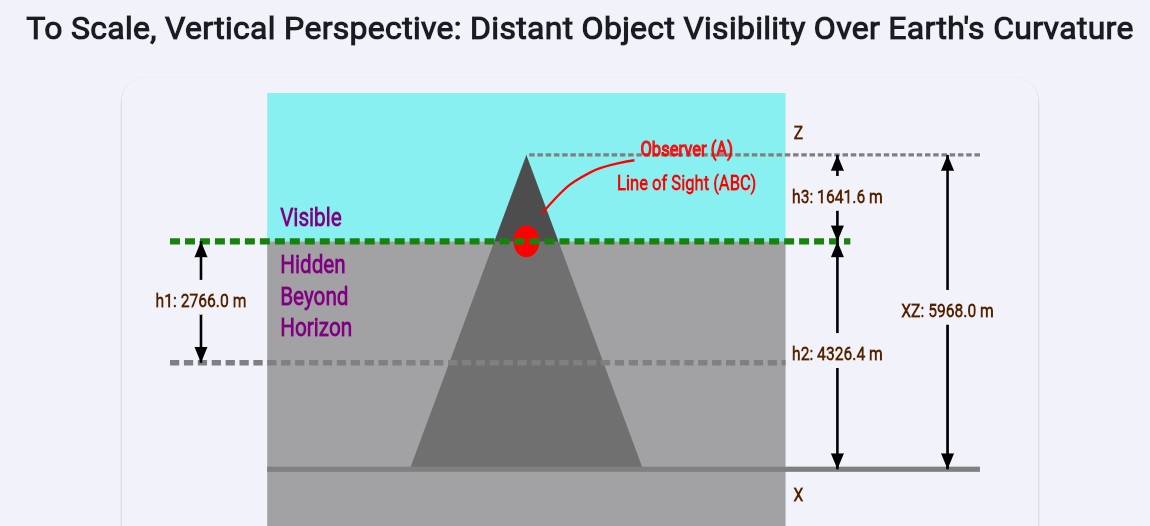 To Scale, Vertical Perspective: Distant Object Visibility Over Earth's Curvature
Z
Observer (A)
Line of Sight (ABC)
h3: 1641.6 m
Visible
Hidden
Beyond
Horizon
h1: 2766.0 m
XZ: 5968.0 m
h2: 4326.4 m
X